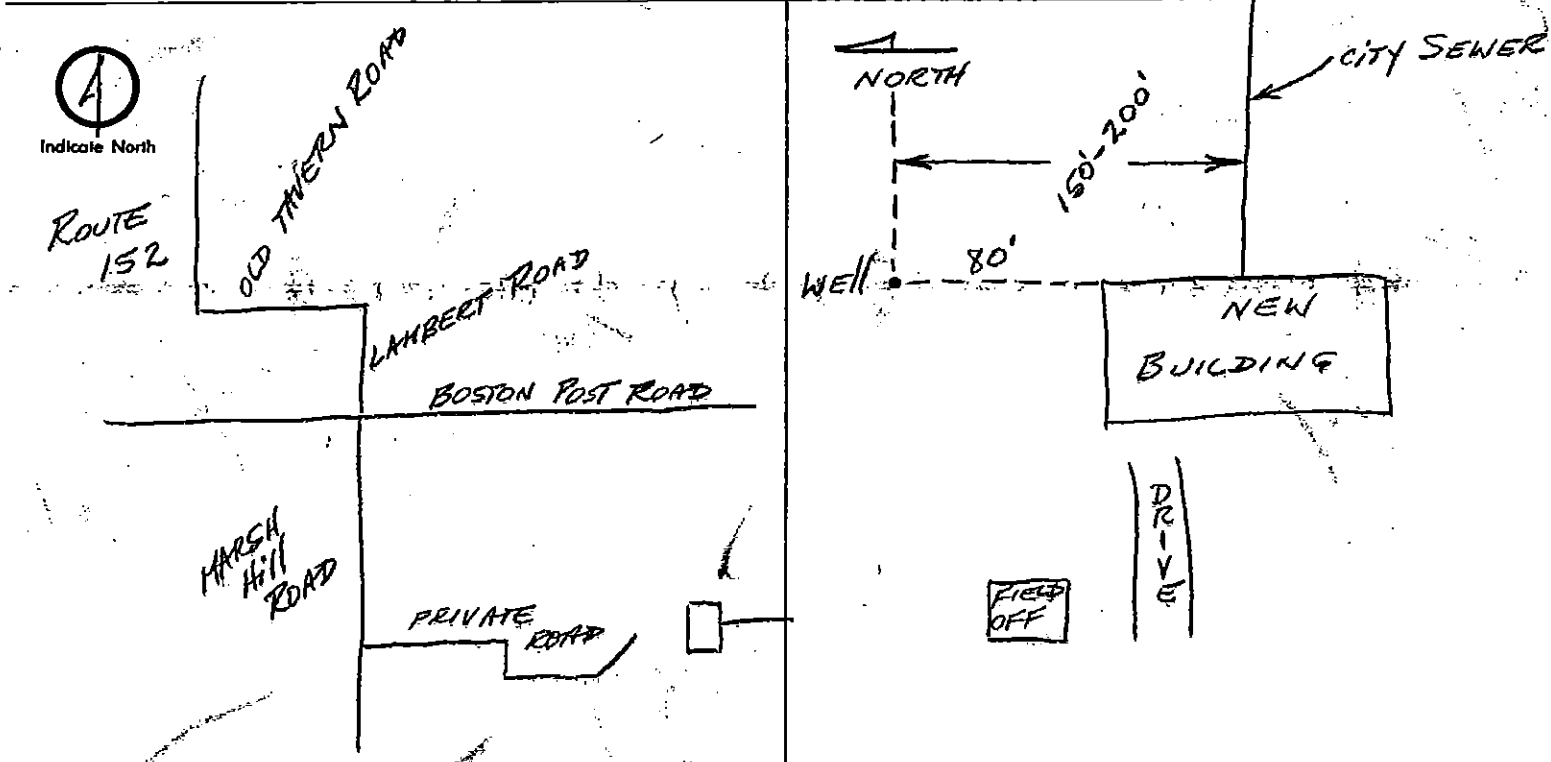 Indicate North
ROUTE
152
OLD TAVERN ROAD
LAMBERT ROAD
BOSTON POST ROAD
MARSH
Hill
ROAD
PRIVATE
ROAD
NORTH
CITY SEWER
150'-200'
WEll
80'
NEW
BUILDING
DRIVE
FIELD
OFF